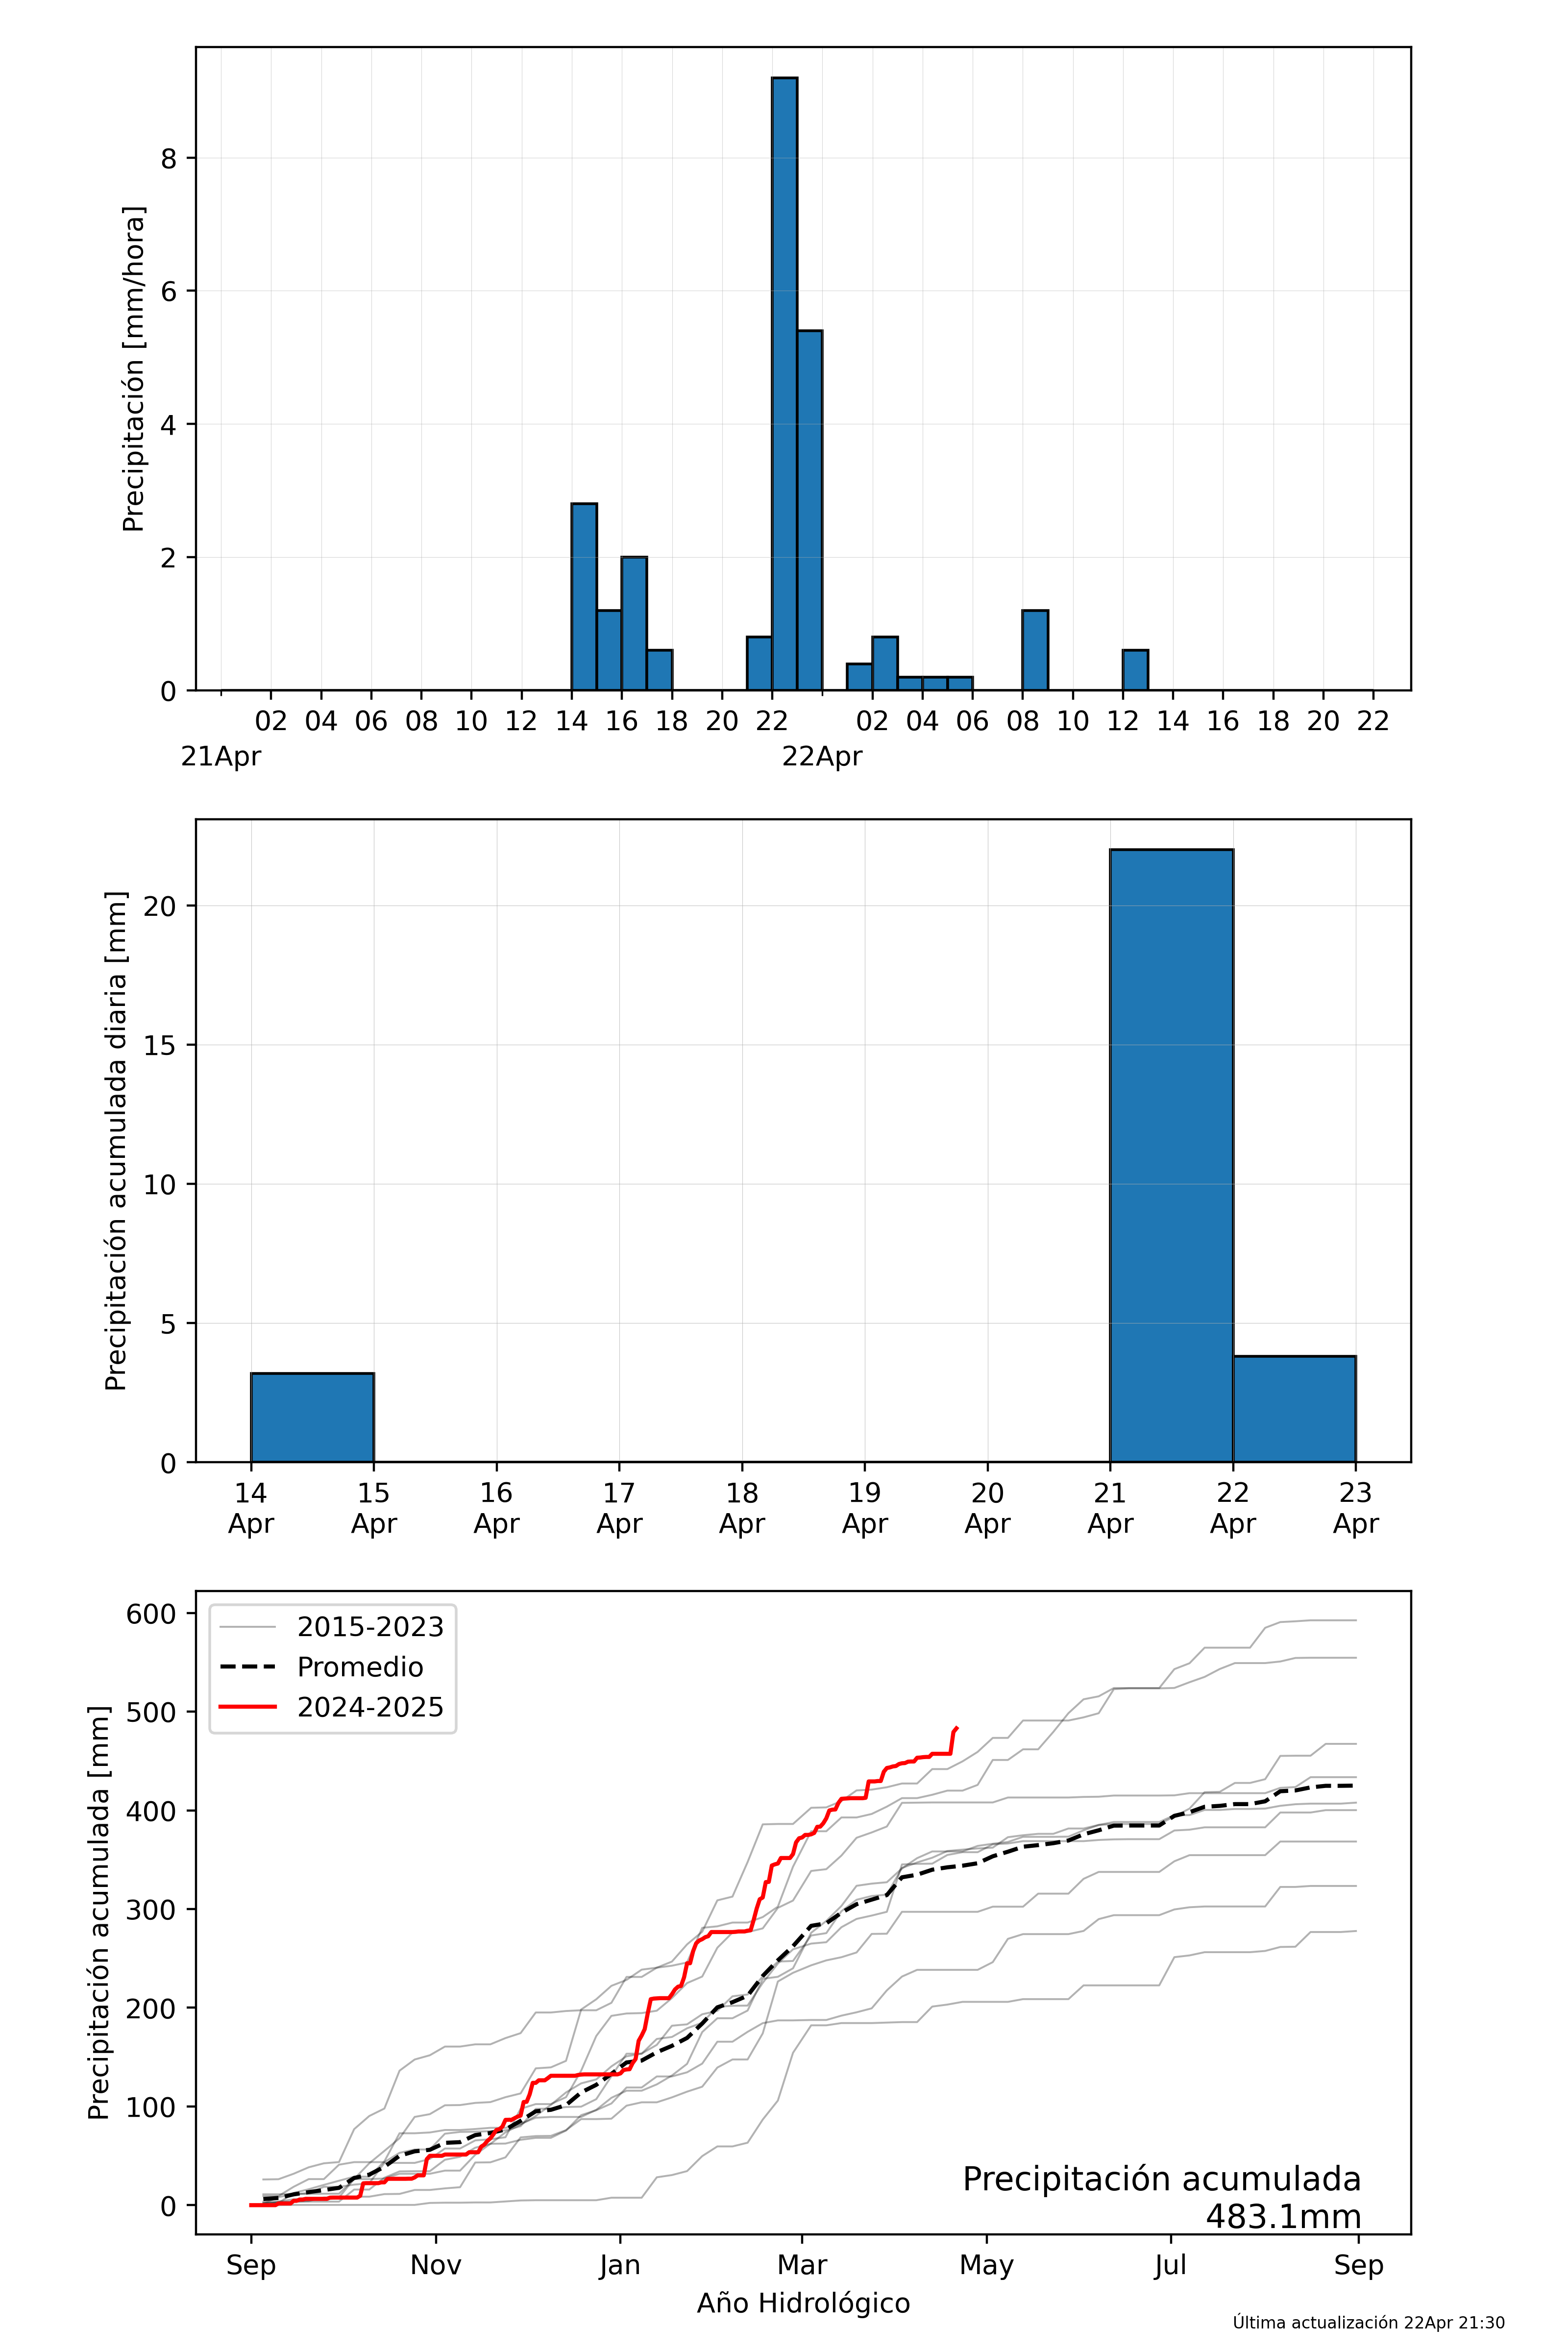 Precipitación [mm/hora]
8
6
4
2
0
02 04 06 08 10 12 14 16 18 20 22 02 04 06 08 10 12 14 16 18 20 22
21Apr 22Apr
Precipitación acumulada diaria [mm]
20
15
10
5
0
14 15 16 17 18 19 20 21 22 23
Apr Apr Apr Apr Apr Apr Apr Apr Apr Apr
Precipitación acumulada [mm]
600
500
400
300
200
100
0
2015-2023
Promedio
2024-2025
Precipitación acumulada
483.1mm
Sep Nov Jan Mar May Jul Sep
Año Hidrológico
Última actualización 22Apr 21:30